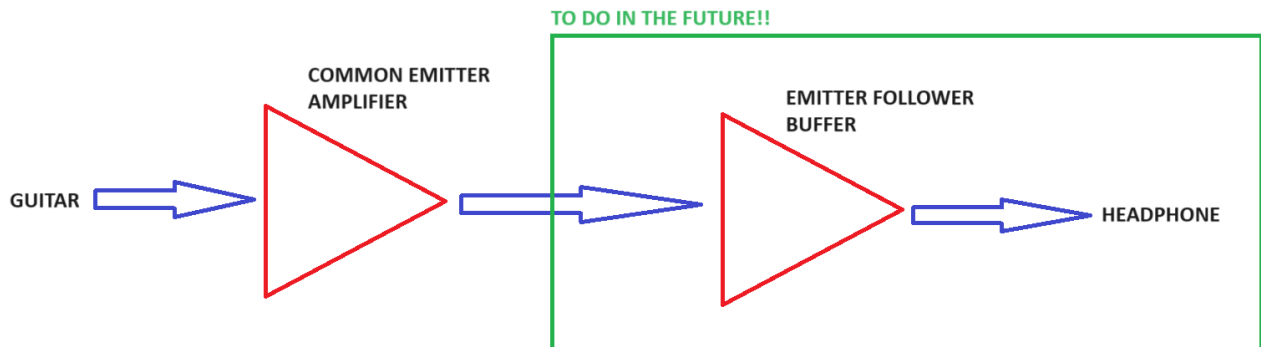 TO DO IN THE FUTURE!!
COMMON EMITTER
AMPLIFIER
EMITTER FOLLOWER
BUFFER
GUITAR
HEADPHONE